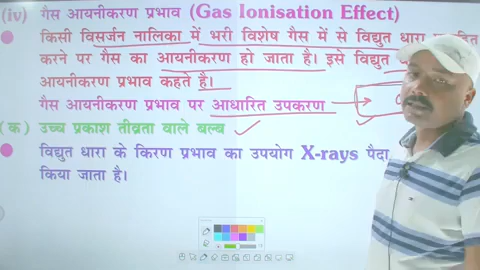 (iv) गैस आयनीकरण प्रभाव (Gas Ionisation Effect)
● किसी विसर्जन नालिका में भरी विशेष गैस में से विद्युत धारा
करने पर गैस का आयनीकरण हो जाता है। इसे विद्युत
आयनीकरण प्रभाव कहते है।
गैस आयनीकरण प्रभाव पर आधारित उपकरण
(क) उच्च प्रकाश तीव्रता वाले बल्ब
● विद्युत धारा के किरण प्रभाव का उपयोग X-rays पैदा
किया जाता है।